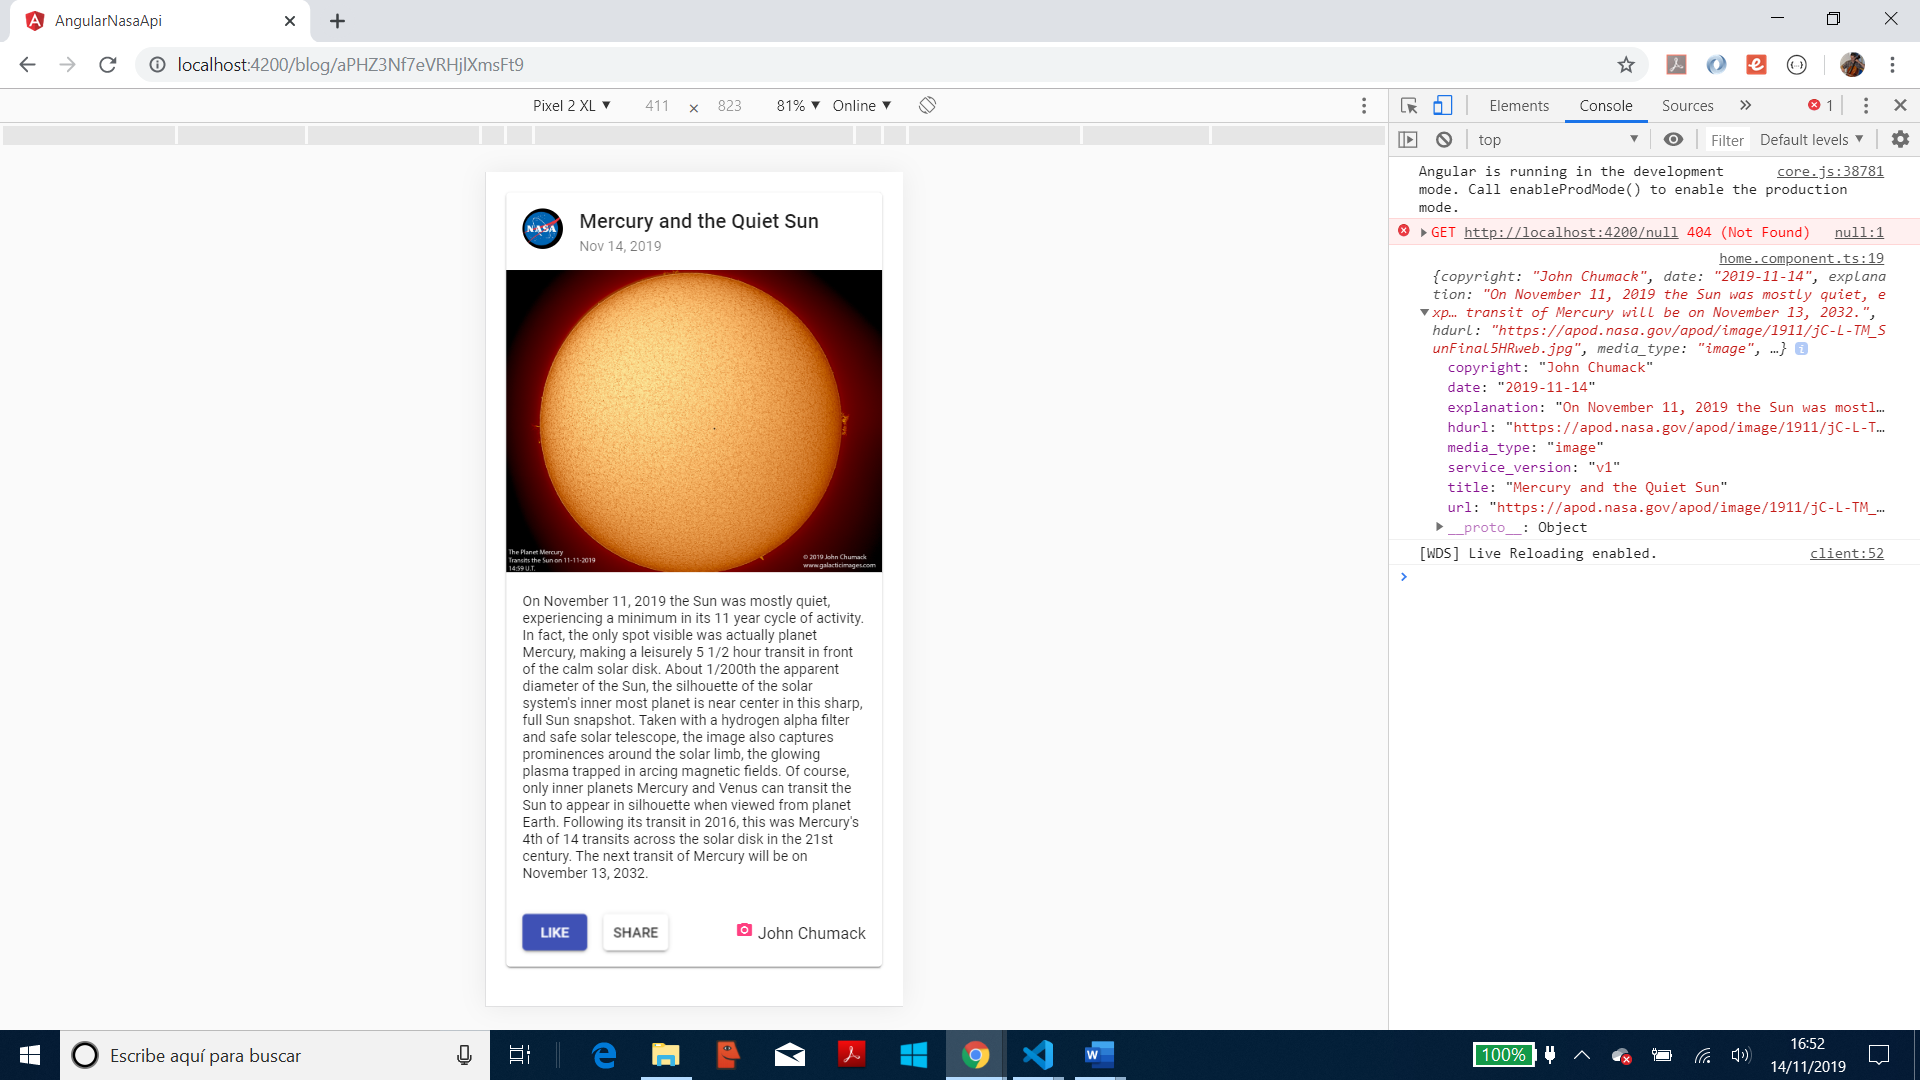 AngularNasaApi
localhost:4200/blog/aPHZ3Nf7eVRHjlXmsFt9
Pixel 2 XL ▼ 411 × 823 81% ▼ Online ▼
Elements Console Sources » 1
top ▼ Filter Default levels ▼
NASA
Mercury and the Quiet Sun
Nov 14, 2019
The Planet Mercury
Transits the Sun on 11-11-2019
14:59 U.T.
© 2019 John Chumack
www.galacticimages.com
On November 11, 2019 the Sun was mostly quiet,
experiencing a minimum in its 11 year cycle of activity.
In fact, the only spot visible was actually planet
Mercury, making a leisurely 5 1/2 hour transit in front
of the calm solar disk. About 1/200th the apparent
diameter of the Sun, the silhouette of the solar
system's inner most planet is near center in this sharp,
full Sun snapshot. Taken with a hydrogen alpha filter
and safe solar telescope, the image also captures
prominences around the solar limb, the glowing
plasma trapped in arcing magnetic fields. Of course,
only inner planets Mercury and Venus can transit the
Sun to appear in silhouette when viewed from planet
Earth. Following its transit in 2016, this was Mercury's
4th of 14 transits across the solar disk in the 21st
century. The next transit of Mercury will be on
November 13, 2032.
LIKE SHARE John Chumack
Angular is running in the development core.js:38781
mode. Call enableProdMode() to enable the production
mode.
GET http://localhost:4200/null 404 (Not Found) null:1
home.component.ts:19
{copyright: "John Chumack", date: "2019-11-14", explana
tion: "On November 11, 2019 the Sun was mostly quiet, e
xp… transit of Mercury will be on November 13, 2032.",
hdurl: "https://apod.nasa.gov/apod/image/1911/jC-L-TM_S
unFinal5HRweb.jpg", media_type: "image", …} i
copyright: "John Chumack"
date: "2019-11-14"
explanation: "On November 11, 2019 the Sun was mostl…
hdurl: "https://apod.nasa.gov/apod/image/1911/jC-L-T…
media_type: "image"
service_version: "v1"
title: "Mercury and the Quiet Sun"
url: "https://apod.nasa.gov/apod/image/1911/jC-L-TM_…
__proto__: Object
[WDS] Live Reloading enabled. client:52
Escribe aquí para buscar
100%
16:52
14/11/2019